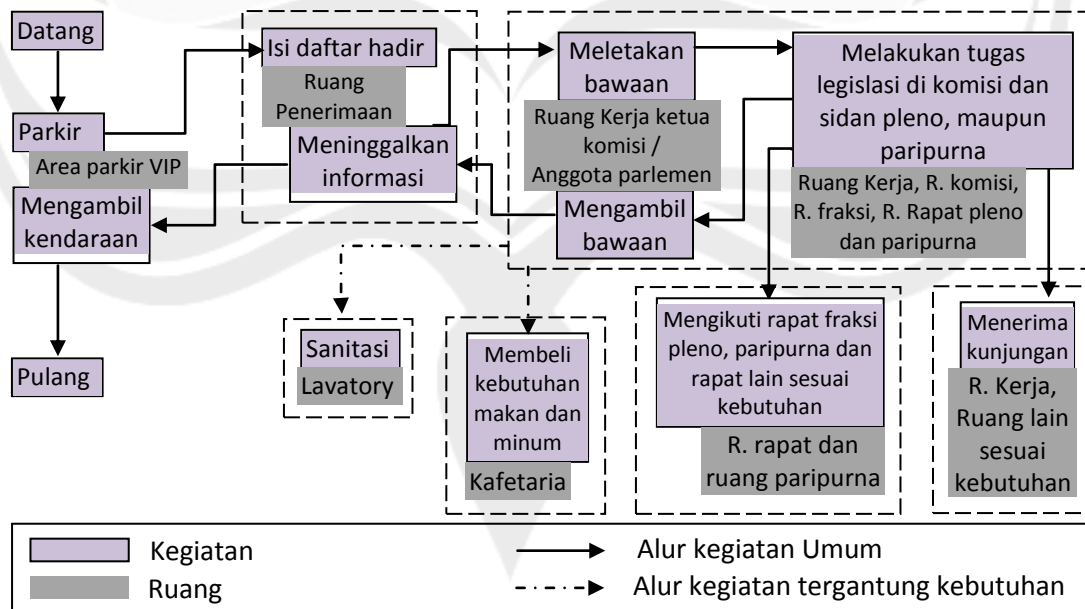 Datang
Parkir
Area parkir VIP
Mengambil
kendaraan
Pulang
Isi daftar hadir
Ruang
Penerimaan
Meninggalkan
informasi
Meletakan
bawaan
Ruang Kerja ketua
komisi /
Anggota parlemen
Mengambil
bawaan
Melakukan tugas
legislasi di komisi dan
sidan pleno, maupun
paripurna
Ruang Kerja, R. komisi,
R. fraksi, R. Rapat pleno
dan paripurna
Sanitasi
Lavatory
Membeli
kebutuhan
makan dan
minum
Kafetaria
Mengikuti rapat fraksi
pleno, paripurna dan
rapat lain sesuai
kebutuhan
R. rapat dan
ruang paripurna
Menerima
kunjungan
R. Kerja,
Ruang lain
sesuai
kebutuhan
Kegiatan
Ruang
Alur kegiatan Umum
Alur kegiatan tergantung kebutuhan